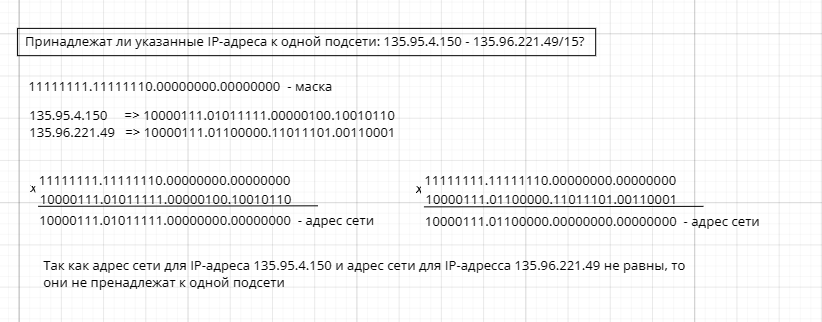 Принадлежат ли указанные IP-адреса к одной подсети: 135.95.4.150 - 135.96.221.49/15?
11111111.11111110.00000000.00000000 - маска
135.95.4.150 => 10000111.01011111.00000100.10010110
135.96.221.49 => 10000111.01100000.11011101.00110001
x 11111111.11111110.00000000.00000000
10000111.01011111.00000100.10010110
10000111.01011111.00000000.00000000 - адрес сети
x 11111111.11111110.00000000.00000000
10000111.01100000.11011101.00110001
10000111.01100000.00000000.00000000 - адрес сети
Так как адрес сети для IP-адреса 135.95.4.150 и адрес сети для IP-адресса 135.96.221.49 не равны, то
они не пренадлежат к одной подсети